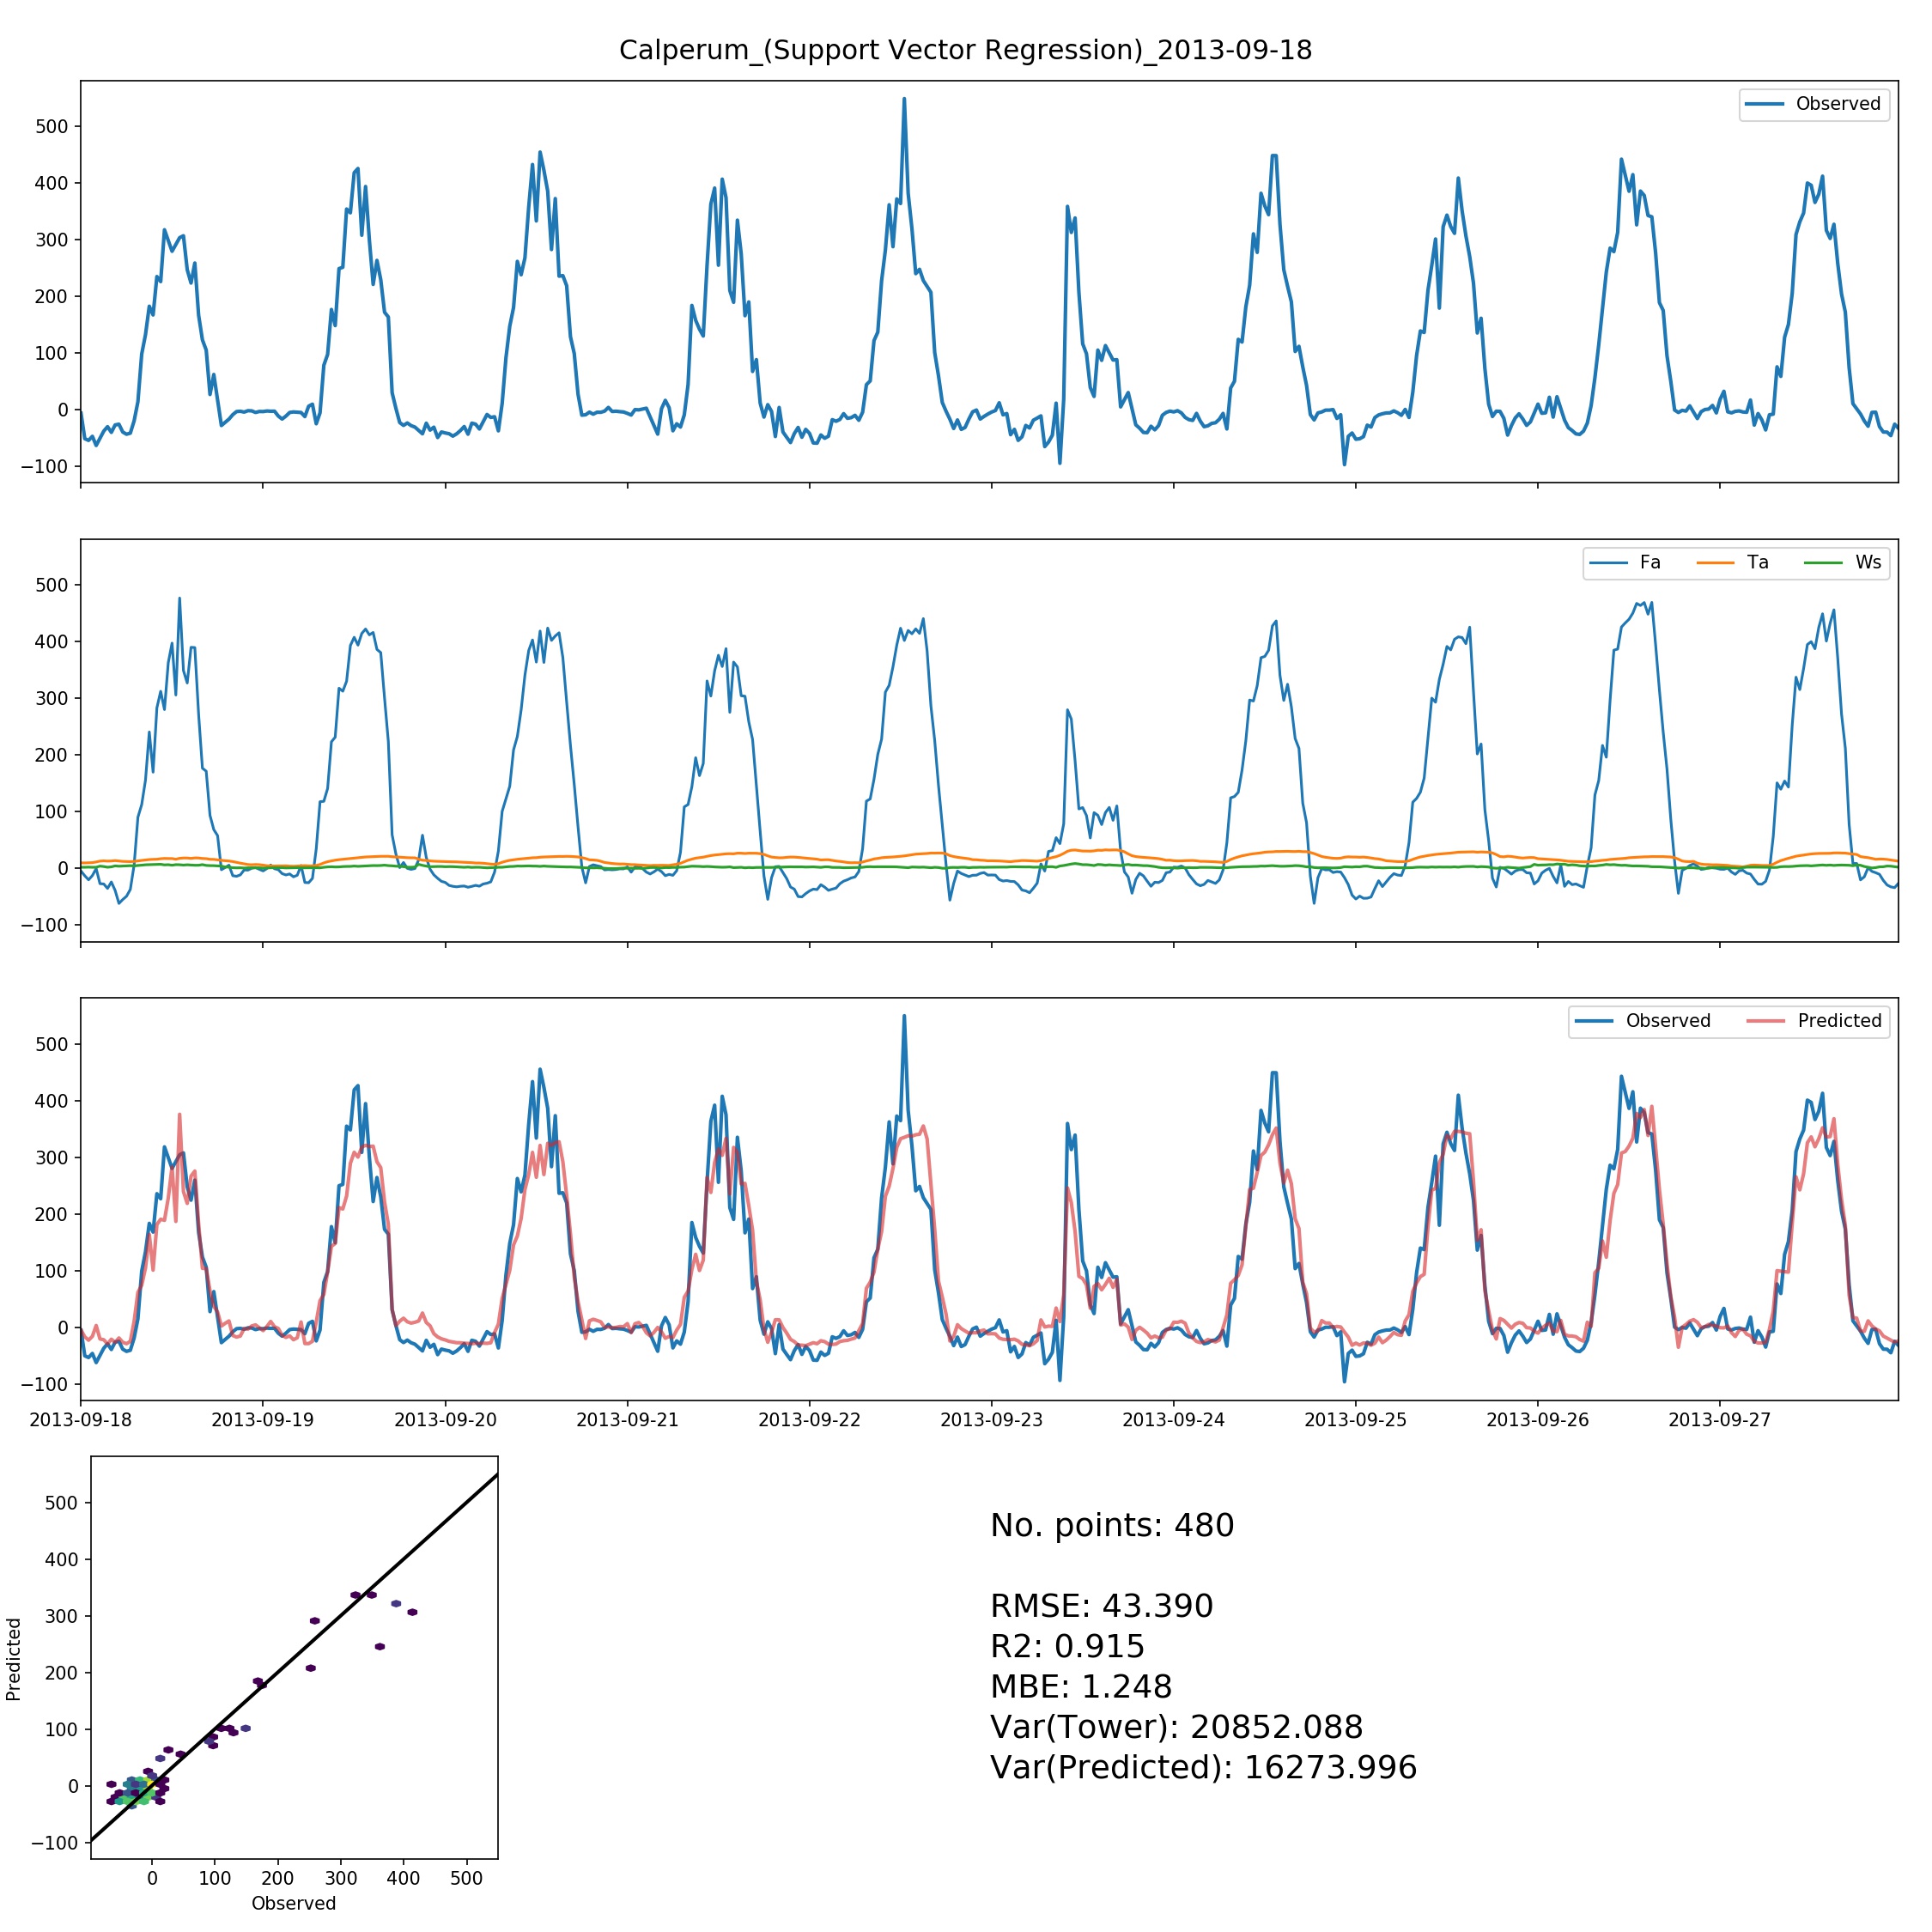 Calperum_(Support Vector Regression)_2013-09-18
Observed
500
400
300
200
100
0
−100
Fa Ta Ws
500
400
300
200
100
0
−100
Observed Predicted
500
400
300
200
100
0
−100
2013-09-18 2013-09-19 2013-09-20 2013-09-21 2013-09-22 2013-09-23 2013-09-24 2013-09-25 2013-09-26 2013-09-27
Predicted
500
400
300
200
100
0
−100
0 100 200 300 400 500
Observed
No. points: 480
RMSE: 43.390
R2: 0.915
MBE: 1.248
Var(Tower): 20852.088
Var(Predicted): 16273.996